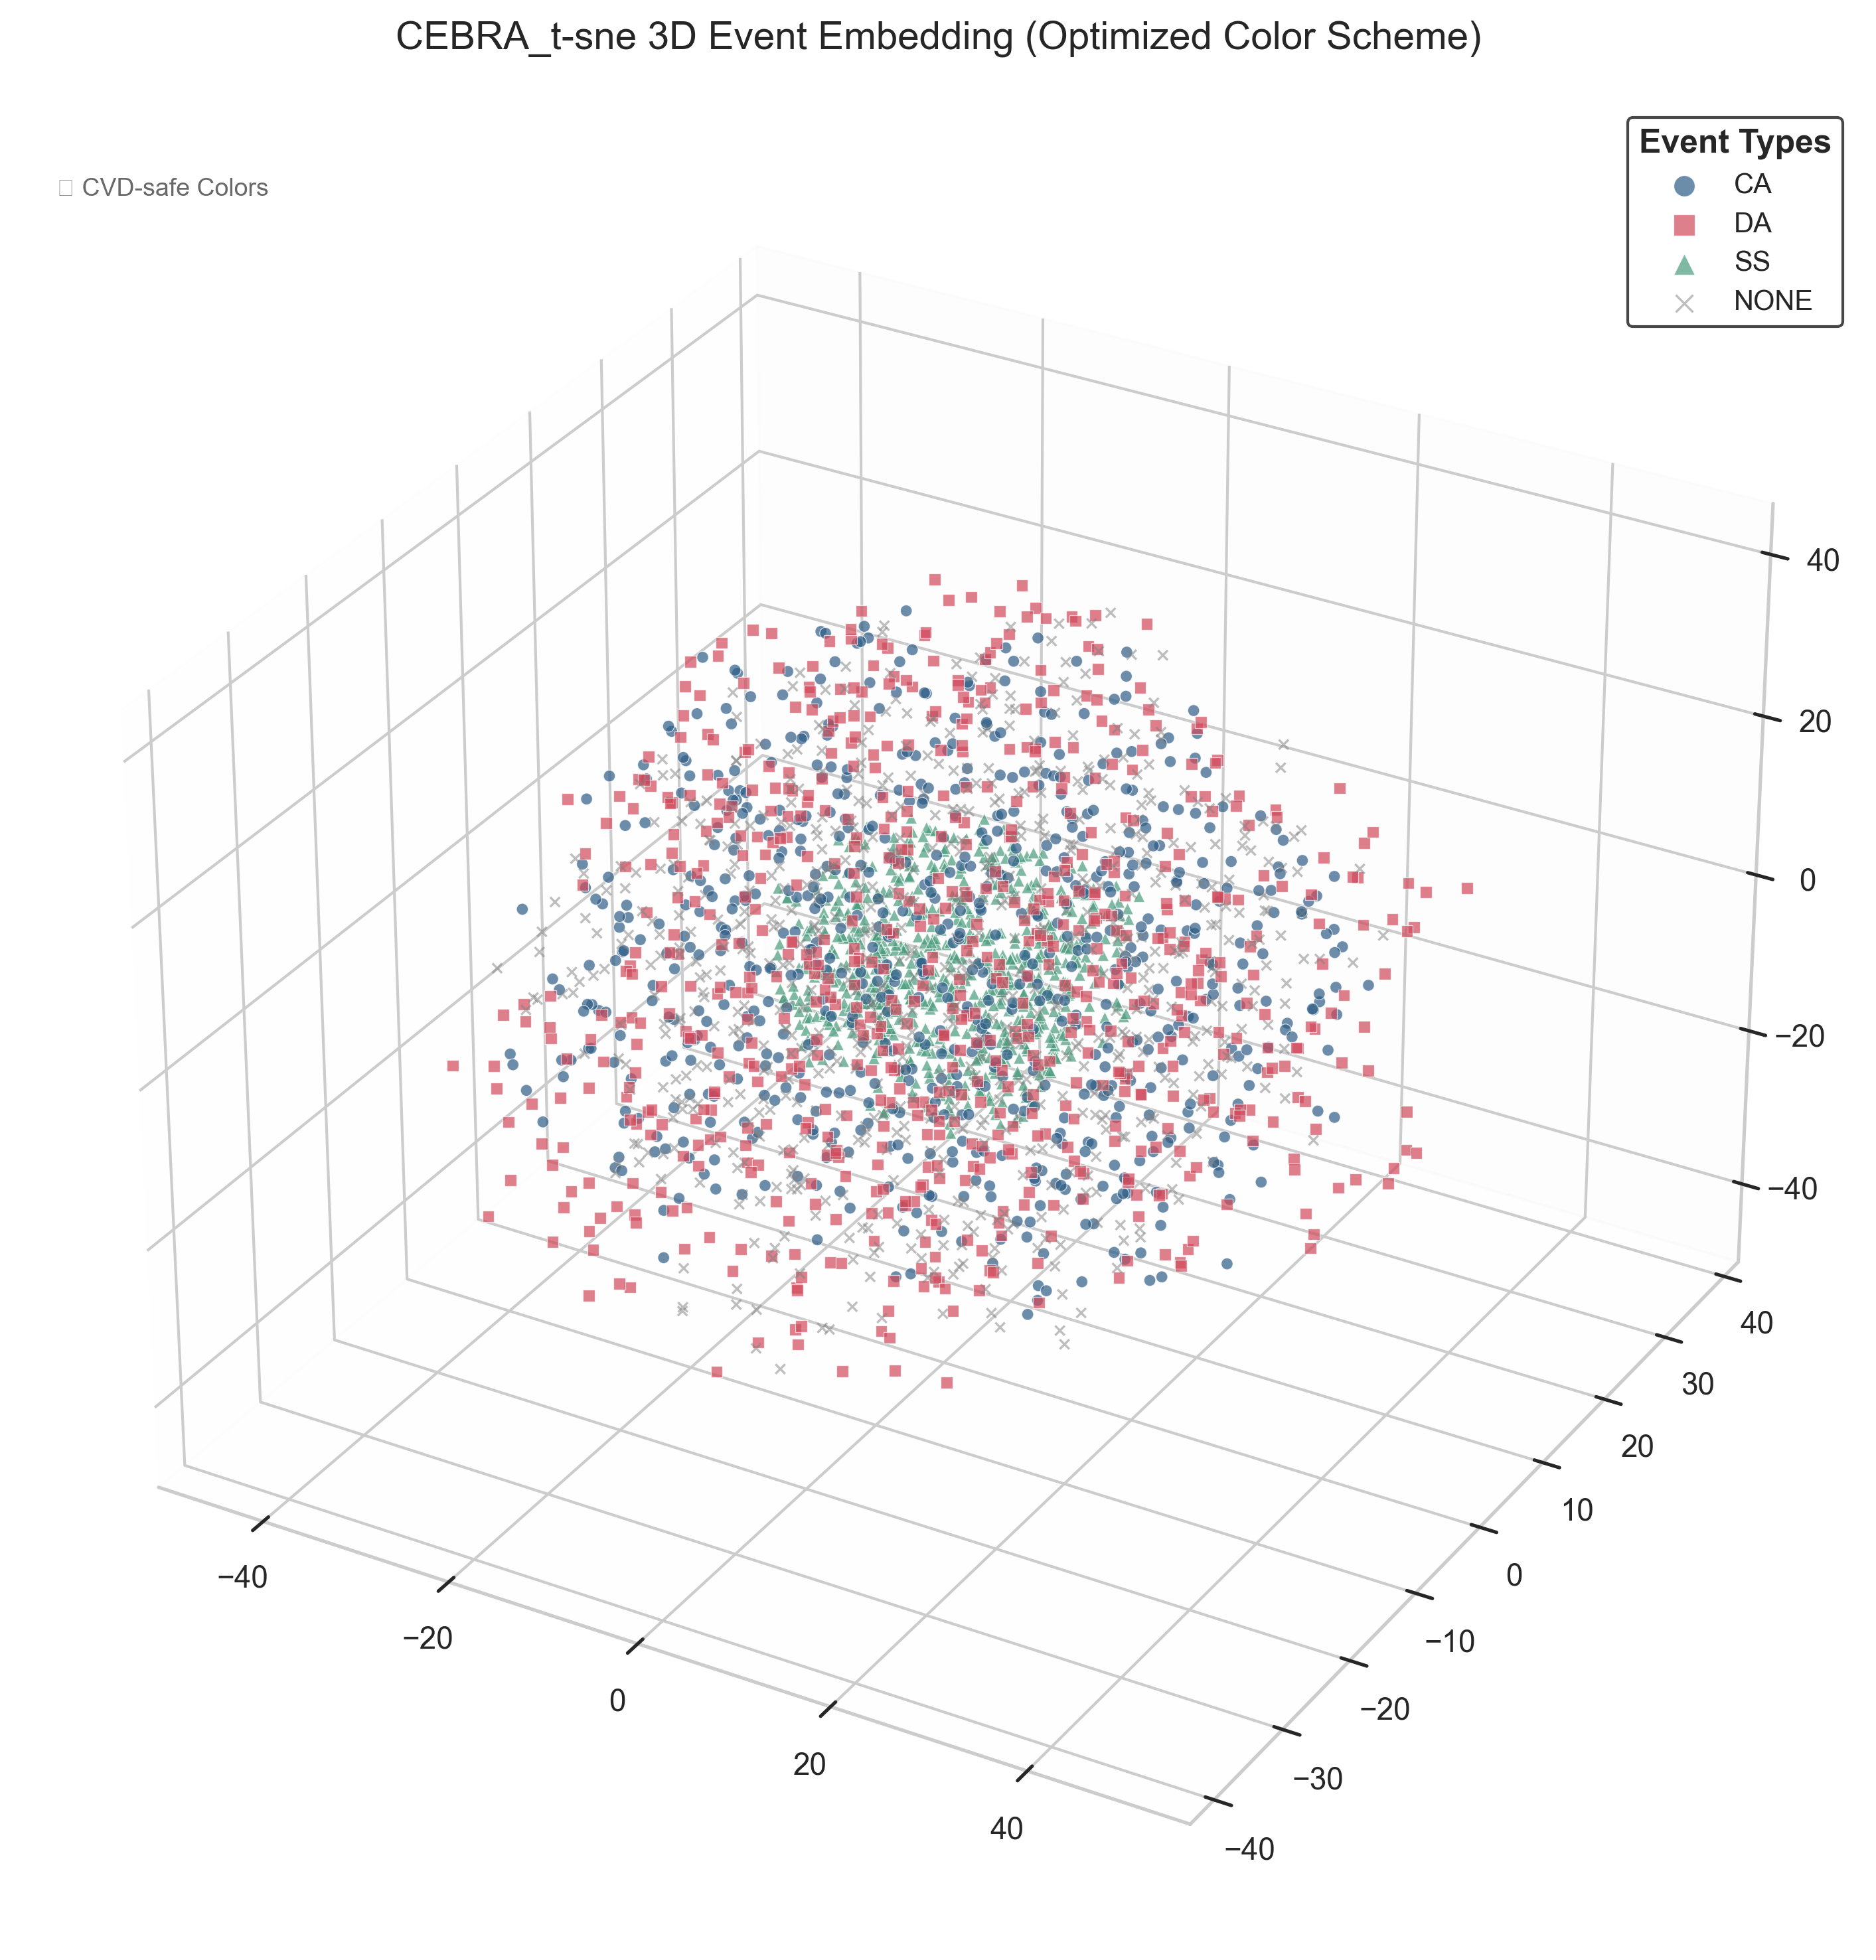 CEBRA_t-sne 3D Event Embedding (Optimized Color Scheme)
Event Types
CA
DA
SS
NONE
□ CVD-safe Colors
40
20
0
−20
−40
40
30
20
10
0
−10
−20
−30
−40
−40
−20
0
20
40